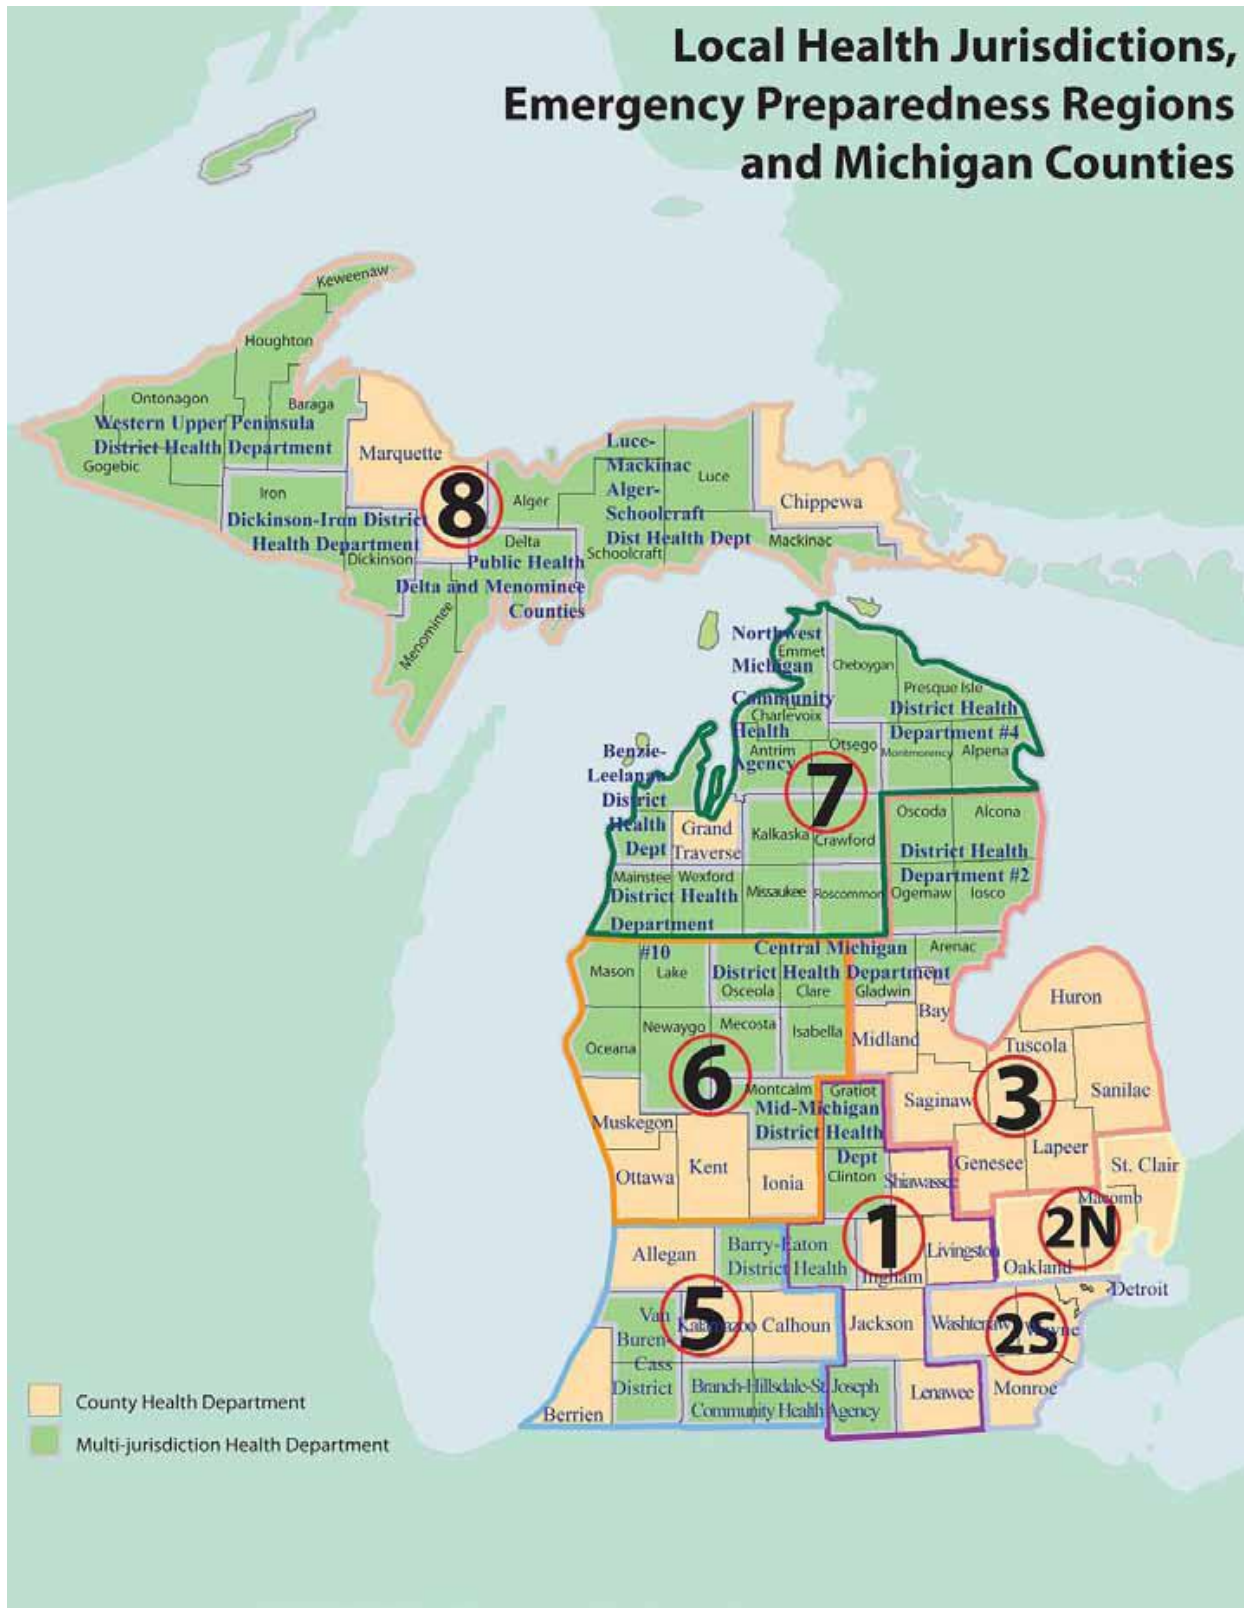 Local Health Jurisdictions,
Emergency Preparedness Regions
and Michigan Counties
Keweenaw
Houghton
Ontonagon
Baraga
Western Upper Peninsula
District Health Department
Gogebic
Marquette
Iron
Dickinson-Iron District
Health Department
Dickinson
8
Alger
Luce-
Mackinac
Alger-
Schoolcraft
Dist Health Dept
Luce
Chippewa
Mackinac
Schoolcraft
Delta
Public Health
Delta and Menominee
Counties
Menominee
Northwest
Michigan
Community
Health
Agency
Emmet
Cheboygan
Presque Isle
District Health
Department #4
Charlevoix
Antrim
Otsego
Montmorency
Alpena
7
Benzie-
Leelanau
District
Health
Dept
Grand
Traverse
Kalkaska
Crawford
Oscoda
Alcona
District Health
Department #2
Ogemaw
Iosco
Mainstee
Wexford
Missaukee
Roscommon
District Health
Department
#10
Central Michigan
District Health Department
Arenac
Mason
Lake
Osceola
Clare
Gladwin
Bay
Huron
Newaygo
Mecosta
Isabella
Midland
Oceana
Tuscola
6
3
Montcalm
Gratiot
Saginaw
Sanilac
Mid-Michigan
District Health
Dept
Muskegon
Ottawa
Kent
Ionia
Clinton
Shiawassee
Genesee
Lapeer
St. Clair
Macomb
1
2N
Allegan
Barry-Eaton
District Health
Ingham
Livingston
Oakland
Detroit
Van
Buren-
Cass
District
5
Kalamazoo
Calhoun
Jackson
Washtenaw
2S
Wayne
Berrien
Branch-Hillsdale-St. Joseph
Community Health Agency
Lenawee
Monroe
County Health Department
Multi-jurisdiction Health Department